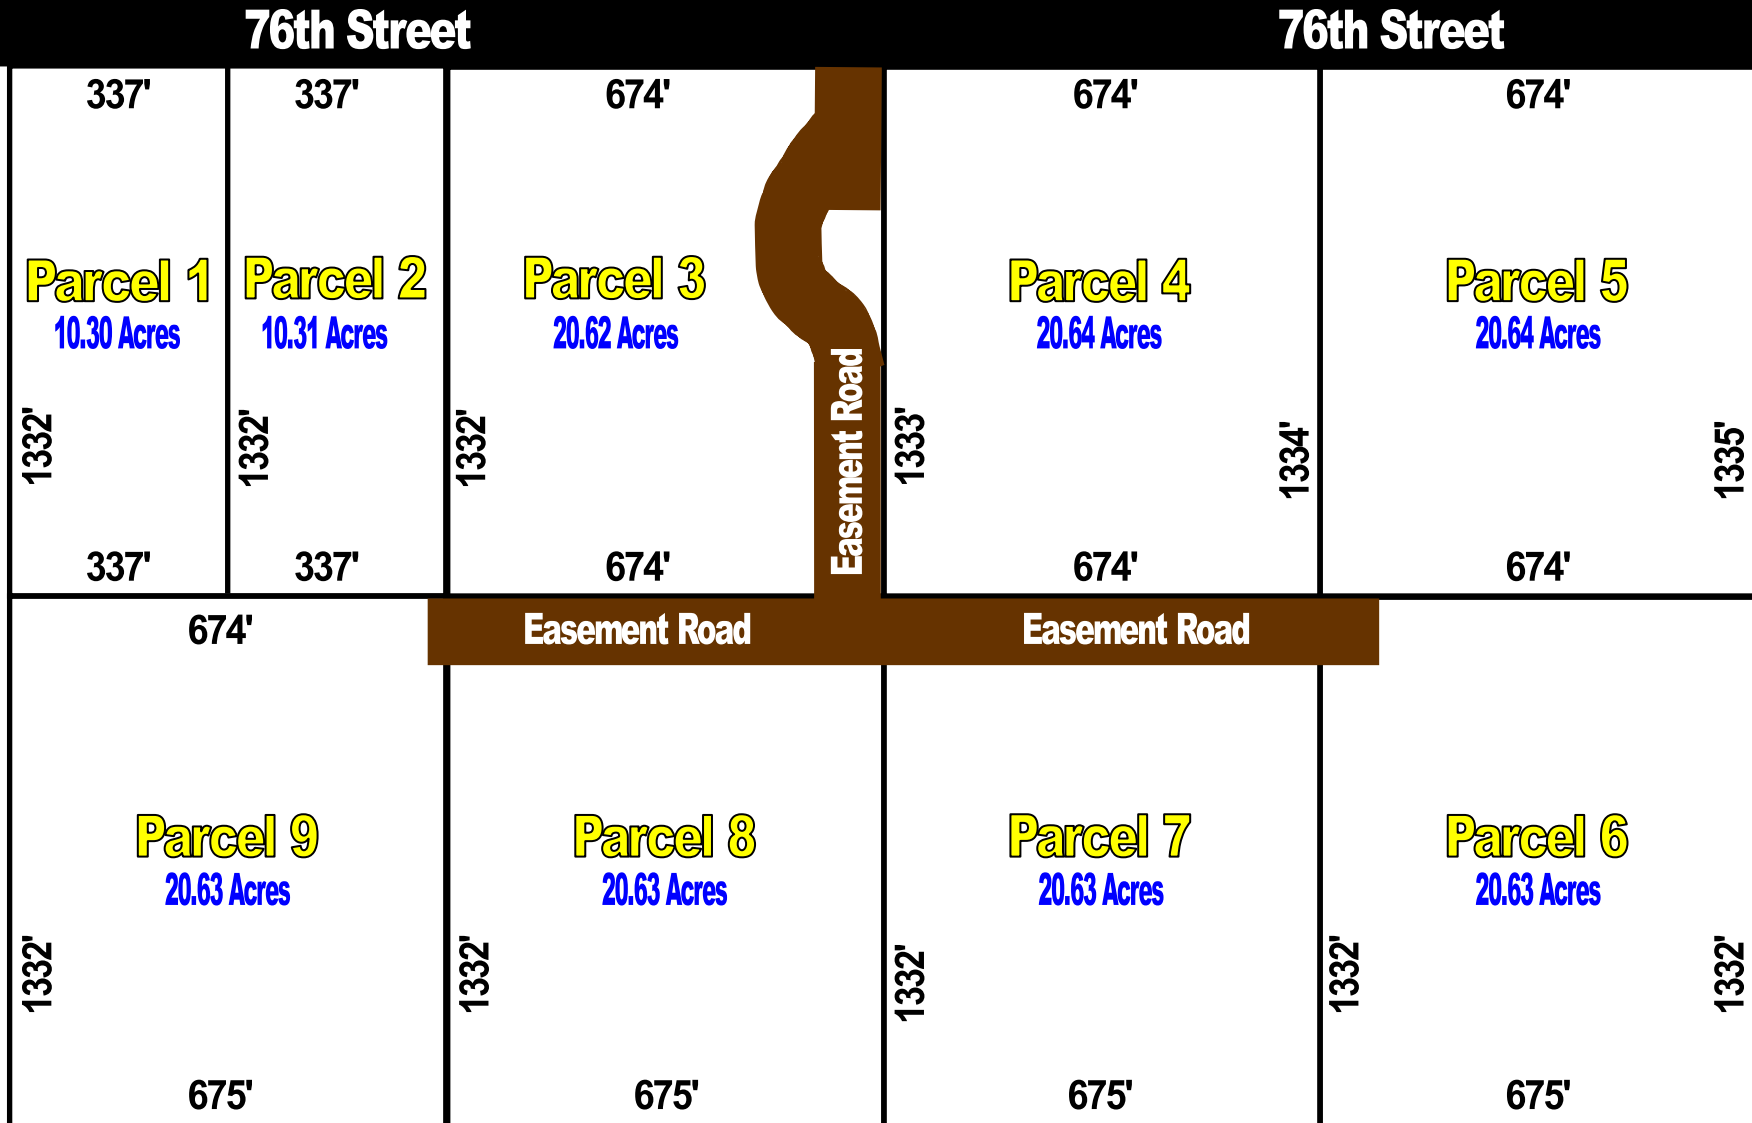 76th Street
76th Street
337'
337'
674'
674'
674'
Parcel 1
10.30 Acres
Parcel 2
10.31 Acres
Parcel 3
20.62 Acres
Parcel 4
20.64 Acres
Parcel 5
20.64 Acres
1332'
1332'
1332'
Easement Road
1333'
1334'
1335'
337'
337'
674'
674'
674'
674'
Easement Road
Easement Road
Parcel 9
20.63 Acres
Parcel 8
20.63 Acres
Parcel 7
20.63 Acres
Parcel 6
20.63 Acres
1332'
1332'
1332'
1332'
1332'
675'
675'
675'
675'